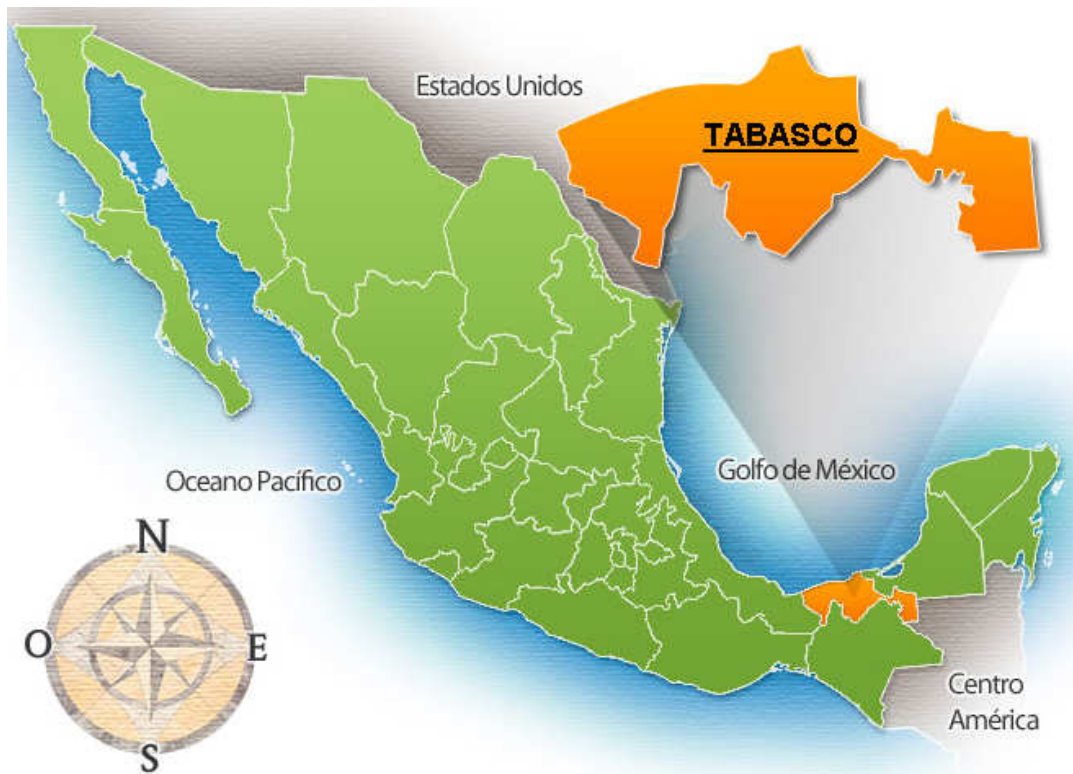 Estados Unidos
TABASCO
Golfo de México
Oceano Pacífico
N
O
E
S
Centro
América